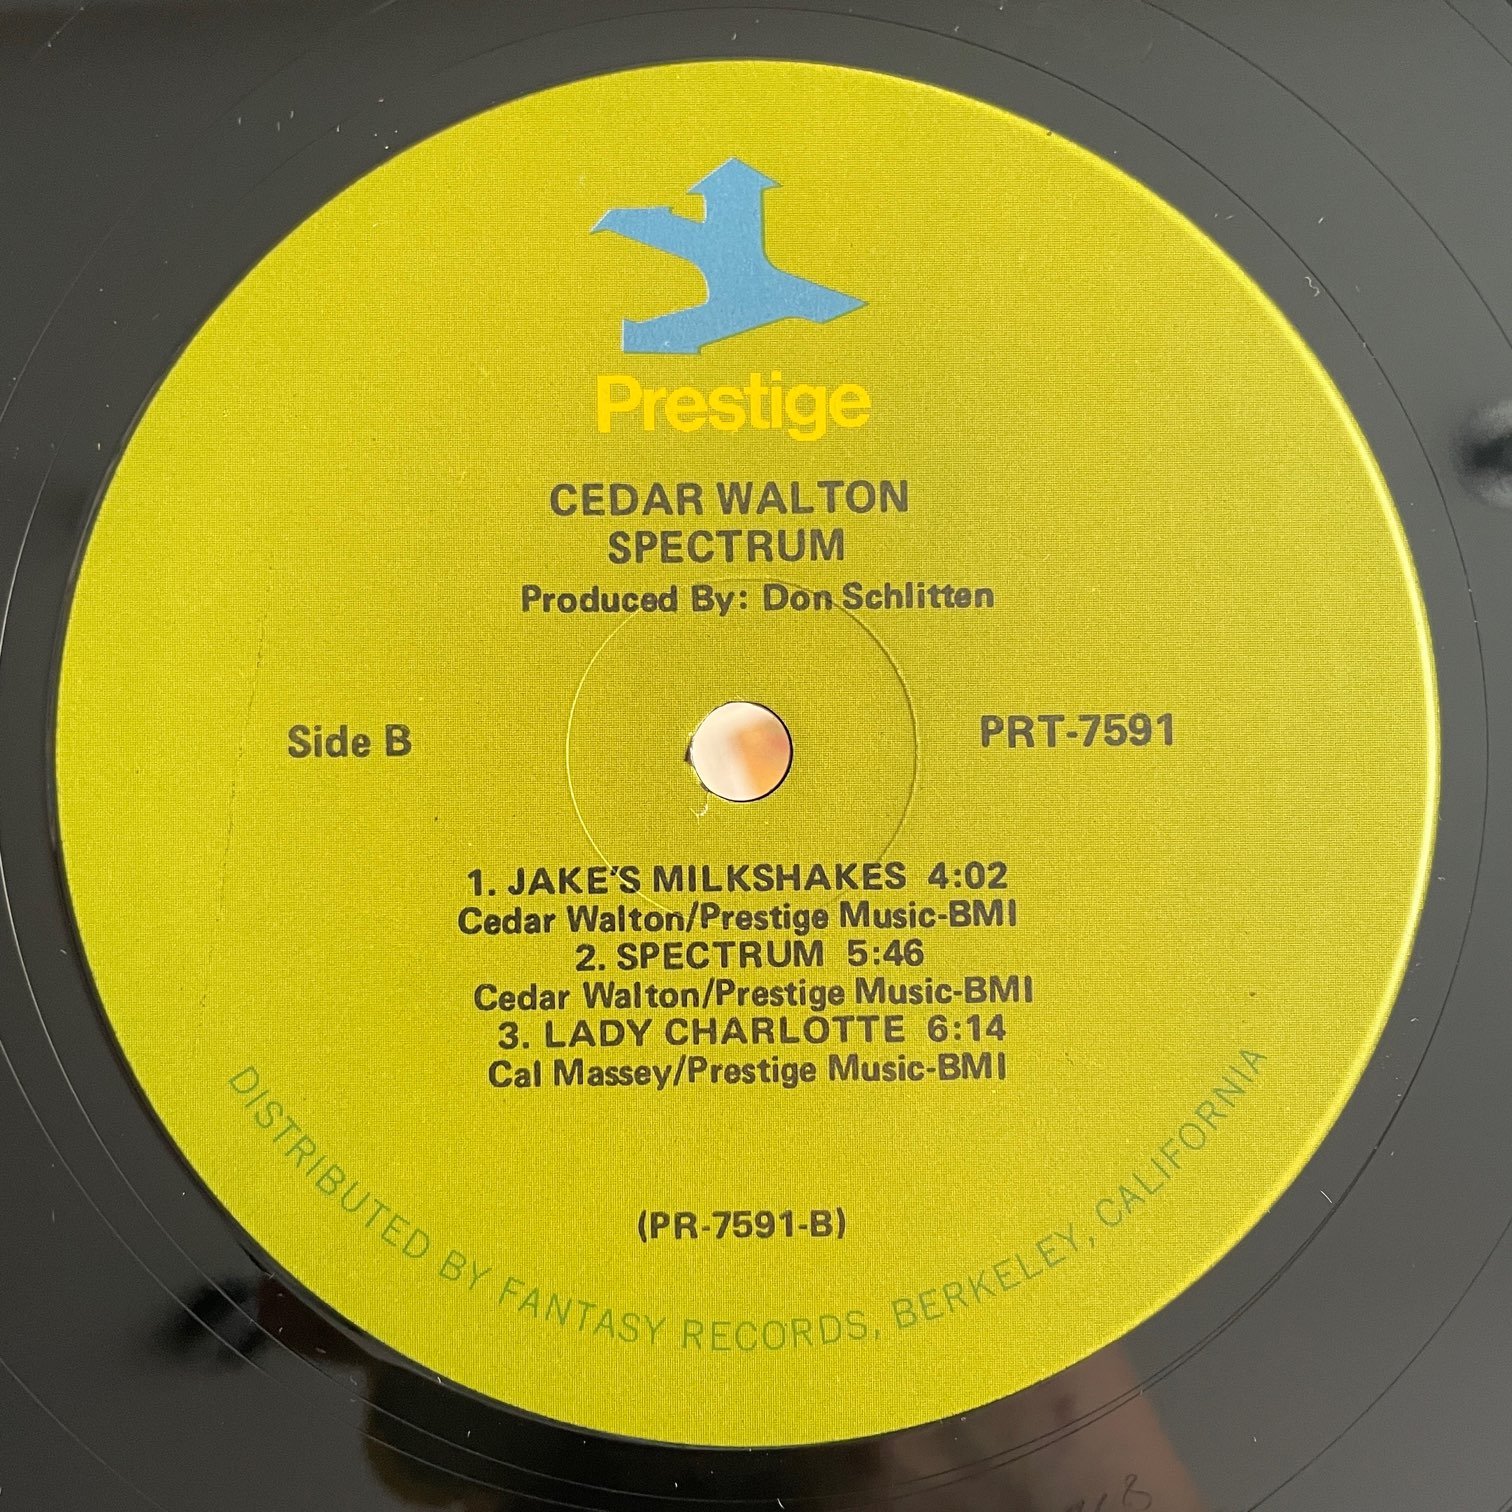 Prestige
CEDAR WALTON
SPECTRUM
Produced By: Don Schlitten
Side B
PRT-7591
1. JAKE'S MILKSHAKES 4:02
Cedar Walton/Prestige Music-BMI
2. SPECTRUM 5:46
Cedar Walton/Prestige Music-BMI
3. LADY CHARLOTTE 6:14
Cal Massey/Prestige Music-BMI
(PR-7591-B)
DISTRIBUTED BY FANTASY RECORDS, BERKELEY, CALIFORNIA